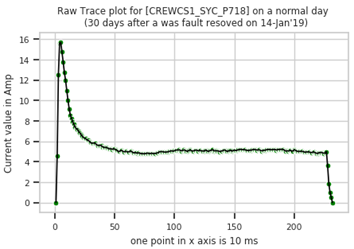 Raw Trace plot for [CREWCS1_SYC_P718] on a normal day
(30 days after a was fault resoved on 14-Jan'19)
Current value in Amp
16
14
12
10
8
6
4
2
0
0 50 100 150 200
one point in x axis is 10 ms